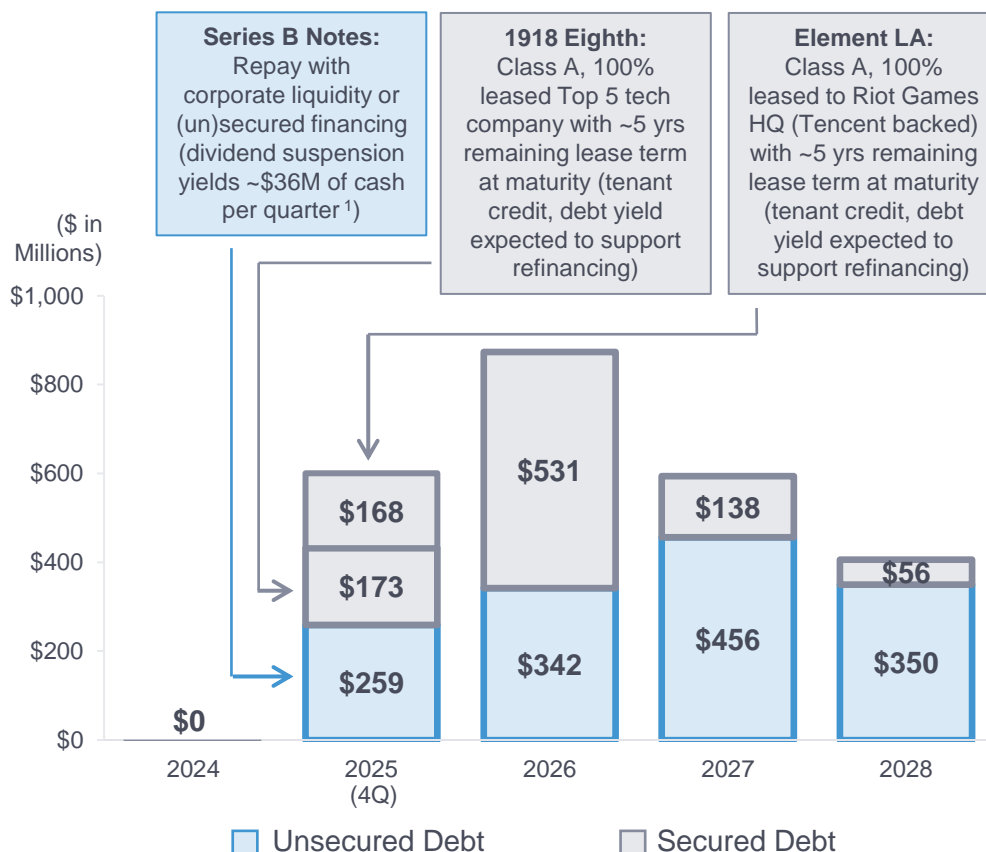 Series B Notes:
Repay with
corporate liquidity or
(un)secured financing
(dividend suspension
yields ~$36M of cash
per quarter ¹)
1918 Eighth:
Class A, 100%
leased Top 5 tech
company with ~5 yrs
remaining lease term
at maturity (tenant
credit, debt yield
expected to support
refinancing)
Element LA:
Class A, 100%
leased to Riot Games
HQ (Tencent backed)
with ~5 yrs remaining
lease term at maturity
(tenant credit, debt
yield expected to
support refinancing)
($ in
Millions)
$1,000
$800
$600
$400
$200
$0
$0
$168
$173
$259
$531
$342
$138
$456
$56
$350
2024
2025
(4Q)
2026
2027
2028
Unsecured Debt
Secured Debt